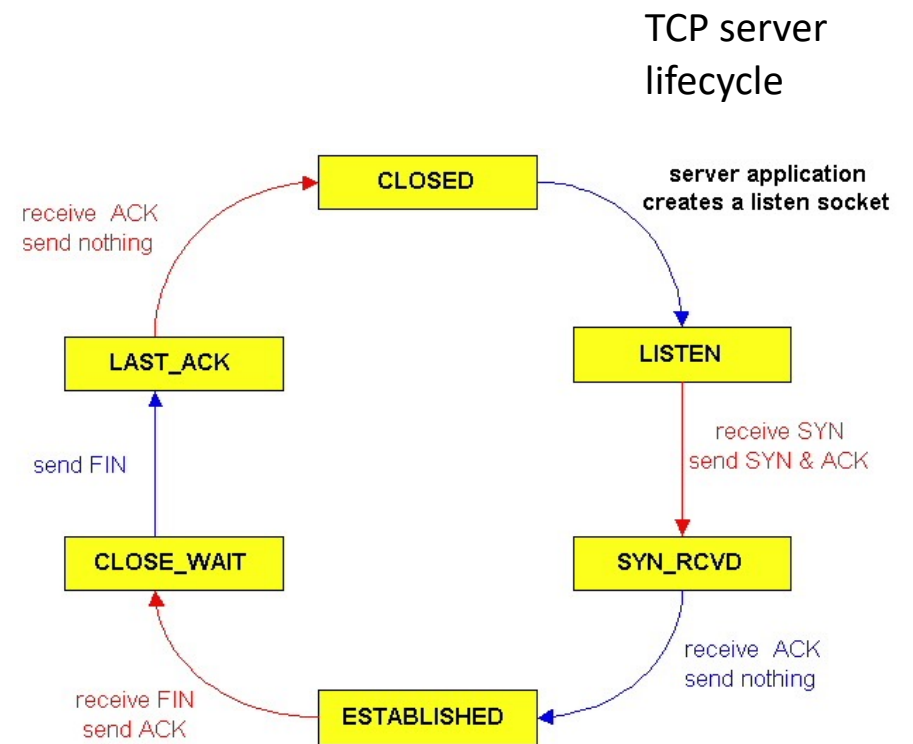 TCP server
lifecycle
CLOSED
server application
creates a listen socket
receive ACK
send nothing
LAST_ACK
LISTEN
receive SYN
send SYN & ACK
send FIN
CLOSE_WAIT
SYN_RCVD
receive ACK
send nothing
receive FIN
send ACK
ESTABLISHED